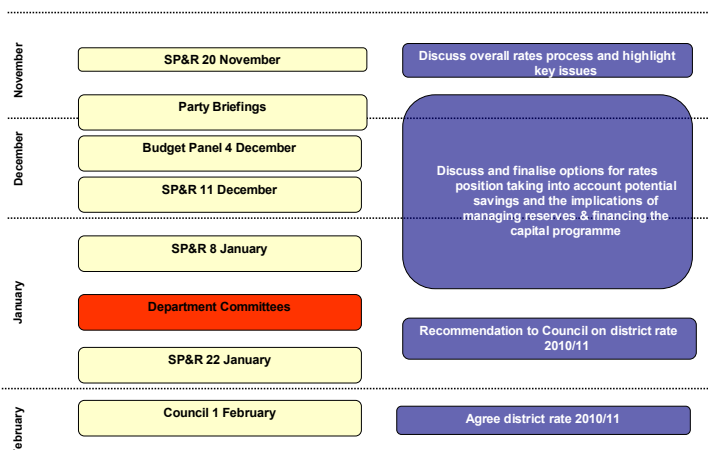 November
SP&R 20 November
Discuss overall rates process and highlight
key issues
Party Briefings
December
Budget Panel 4 December
SP&R 11 December
Discuss and finalise options for rates
position taking into account potential
savings and the implications of
managing reserves & financing the
capital programme
January
SP&R 8 January
Department Committees
SP&R 22 January
Recommendation to Council on district rate
2010/11
ebruary
Council 1 February
Agree district rate 2010/11